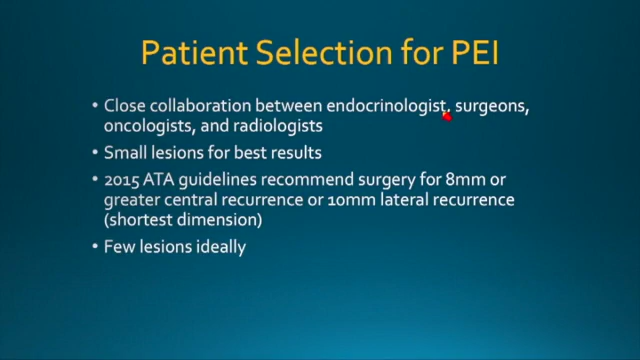 Patient Selection for PEI
• Close collaboration between endocrinologist, surgeons,
oncologists, and radiologists
• Small lesions for best results
• 2015 ATA guidelines recommend surgery for 8mm or
greater central recurrence or 10mm lateral recurrence
(shortest dimension)
• Few lesions ideally